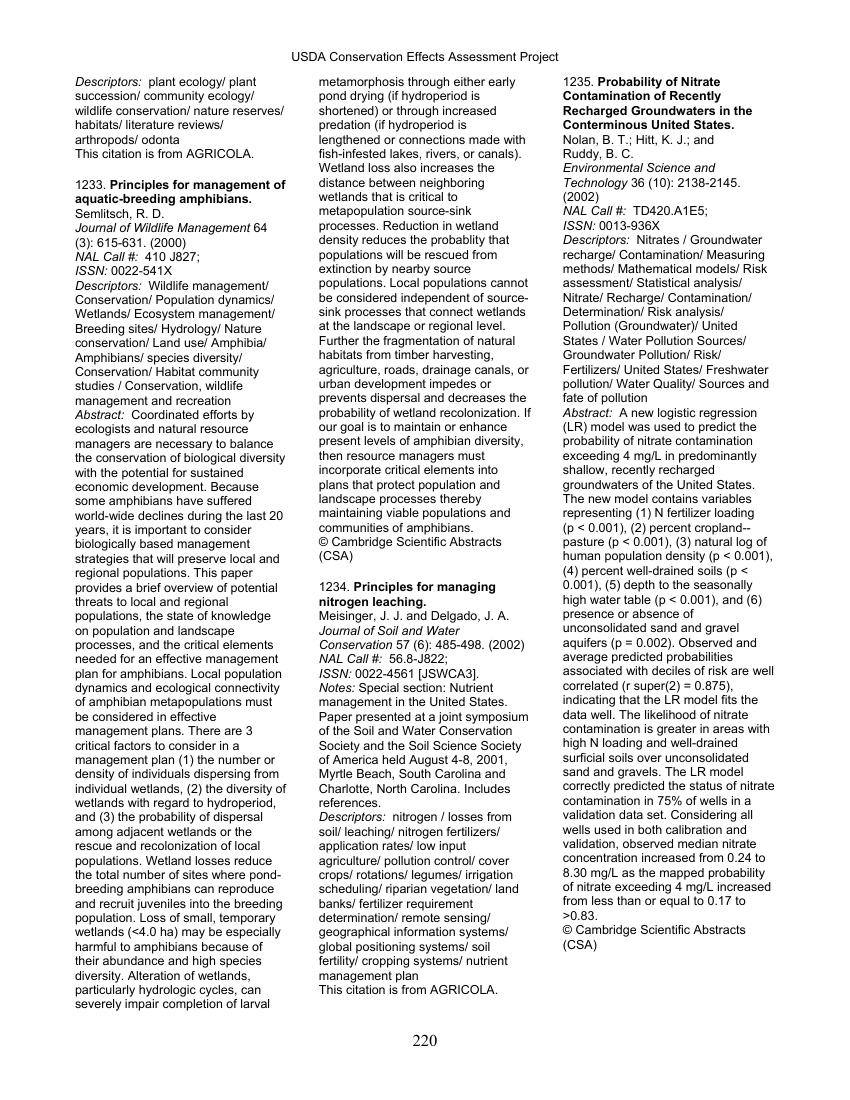 USDA Conservation Effects Assessment Project
Descriptors: plant ecology/ plant
succession/ community ecology/
wildlife conservation/ nature reserves/
habitats/ literature reviews/
arthropods/ odonta
This citation is from AGRICOLA.
1233. Principles for management of
aquatic-breeding amphibians.
Semlitsch, R. D.
Journal of Wildlife Management 64
(3): 615-631. (2000)
NAL Call #: 410 J827;
ISSN: 0022-541X
Descriptors: Wildlife management/
Conservation/ Population dynamics/
Wetlands/ Ecosystem management/
Breeding sites/ Hydrology/ Nature
conservation/ Land use/ Amphibia/
Amphibians/ species diversity/
Conservation/ Habitat community
studies / Conservation, wildlife
management and recreation
Abstract: Coordinated efforts by
ecologists and natural resource
managers are necessary to balance
the conservation of biological diversity
with the potential for sustained
economic development. Because
some amphibians have suffered
world-wide declines during the last 20
years, it is important to consider
biologically based management
strategies that will preserve local and
regional populations. This paper
provides a brief overview of potential
threats to local and regional
populations, the state of knowledge
on population and landscape
processes, and the critical elements
needed for an effective management
plan for amphibians. Local population
dynamics and ecological connectivity
of amphibian metapopulations must
be considered in effective
management plans. There are 3
critical factors to consider in a
management plan (1) the number or
density of individuals dispersing from
individual wetlands, (2) the diversity of
wetlands with regard to hydroperiod,
and (3) the probability of dispersal
among adjacent wetlands or the
rescue and recolonization of local
populations. Wetland losses reduce
the total number of sites where pond-
breeding amphibians can reproduce
and recruit juveniles into the breeding
population. Loss of small, temporary
wetlands (<4.0 ha) may be especially
harmful to amphibians because of
their abundance and high species
diversity. Alteration of wetlands,
particularly hydrologic cycles, can
severely impair completion of larval
metamorphosis through either early
pond drying (if hydroperiod is
shortened) or through increased
predation (if hydroperiod is
lengthened or connections made with
fish-infested lakes, rivers, or canals).
Wetland loss also increases the
distance between neighboring
wetlands that is critical to
metapopulation source-sink
processes. Reduction in wetland
density reduces the probablity that
populations will be rescued from
extinction by nearby source
populations. Local populations cannot
be considered independent of source-
sink processes that connect wetlands
at the landscape or regional level.
Further the fragmentation of natural
habitats from timber harvesting,
agriculture, roads, drainage canals, or
urban development impedes or
prevents dispersal and decreases the
probability of wetland recolonization. If
our goal is to maintain or enhance
present levels of amphibian diversity,
then resource managers must
incorporate critical elements into
plans that protect population and
landscape processes thereby
maintaining viable populations and
communities of amphibians.
© Cambridge Scientific Abstracts
(CSA)
1234. Principles for managing
nitrogen leaching.
Meisinger, J. J. and Delgado, J. A.
Journal of Soil and Water
Conservation 57 (6): 485-498. (2002)
NAL Call #: 56.8-J822;
ISSN: 0022-4561 [JSWCA3].
Notes: Special section: Nutrient
management in the United States.
Paper presented at a joint symposium
of the Soil and Water Conservation
Society and the Soil Science Society
of America held August 4-8, 2001,
Myrtle Beach, South Carolina and
Charlotte, North Carolina. Includes
references.
Descriptors: nitrogen / losses from
soil/ leaching/ nitrogen fertilizers/
application rates/ low input
agriculture/ pollution control/ cover
crops/ rotations/ legumes/ irrigation
scheduling/ riparian vegetation/ land
banks/ fertilizer requirement
determination/ remote sensing/
geographical information systems/
global positioning systems/ soil
fertility/ cropping systems/ nutrient
management plan
This citation is from AGRICOLA.
1235. Probability of Nitrate
Contamination of Recently
Recharged Groundwaters in the
Conterminous United States.
Nolan, B. T.; Hitt, K. J.; and
Ruddy, B. C.
Environmental Science and
Technology 36 (10): 2138-2145.
(2002)
NAL Call #: TD420.A1E5;
ISSN: 0013-936X
Descriptors: Nitrates / Groundwater
recharge/ Contamination/ Measuring
methods/ Mathematical models/ Risk
assessment/ Statistical analysis/
Nitrate/ Recharge/ Contamination/
Determination/ Risk analysis/
Pollution (Groundwater)/ United
States / Water Pollution Sources/
Groundwater Pollution/ Risk/
Fertilizers/ United States/ Freshwater
pollution/ Water Quality/ Sources and
fate of pollution
Abstract: A new logistic regression
(LR) model was used to predict the
probability of nitrate contamination
exceeding 4 mg/L in predominantly
shallow, recently recharged
groundwaters of the United States.
The new model contains variables
representing (1) N fertilizer loading
(p < 0.001), (2) percent cropland--
pasture (p < 0.001), (3) natural log of
human population density (p < 0.001),
(4) percent well-drained soils (p <
0.001), (5) depth to the seasonally
high water table (p < 0.001), and (6)
presence or absence of
unconsolidated sand and gravel
aquifers (p = 0.002). Observed and
average predicted probabilities
associated with deciles of risk are well
correlated (r super(2) = 0.875),
indicating that the LR model fits the
data well. The likelihood of nitrate
contamination is greater in areas with
high N loading and well-drained
surficial soils over unconsolidated
sand and gravels. The LR model
correctly predicted the status of nitrate
contamination in 75% of wells in a
validation data set. Considering all
wells used in both calibration and
validation, observed median nitrate
concentration increased from 0.24 to
8.30 mg/L as the mapped probability
of nitrate exceeding 4 mg/L increased
from less than or equal to 0.17 to
>0.83.
© Cambridge Scientific Abstracts
(CSA)
220